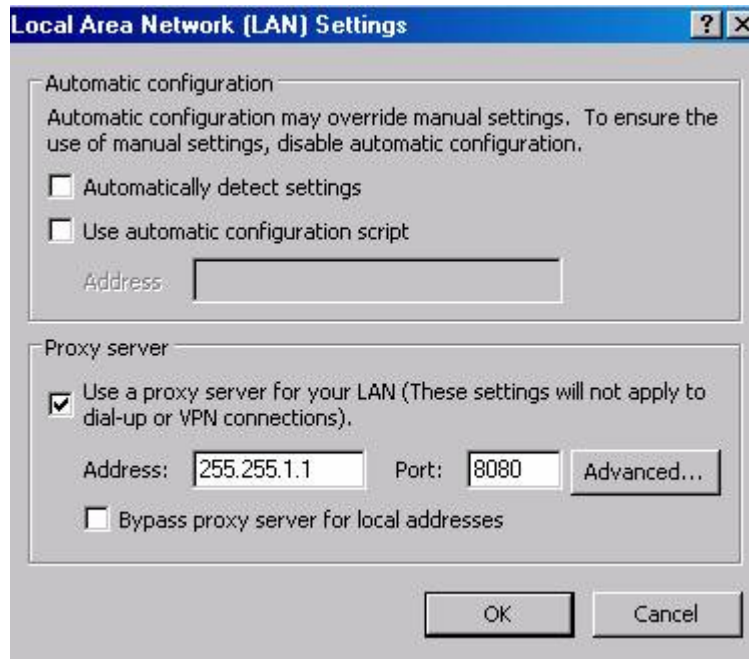 Local Area Network (LAN) Settings
Automatic configuration
Automatic configuration may override manual settings. To ensure the
use of manual settings, disable automatic configuration.
Automatically detect settings
Use automatic configuration script
Address
Proxy server
Use a proxy server for your LAN (These settings will not apply to
dial-up or VPN connections).
Address: 255.255.1.1 Port: 8080 Advanced...
Bypass proxy server for local addresses
OK Cancel